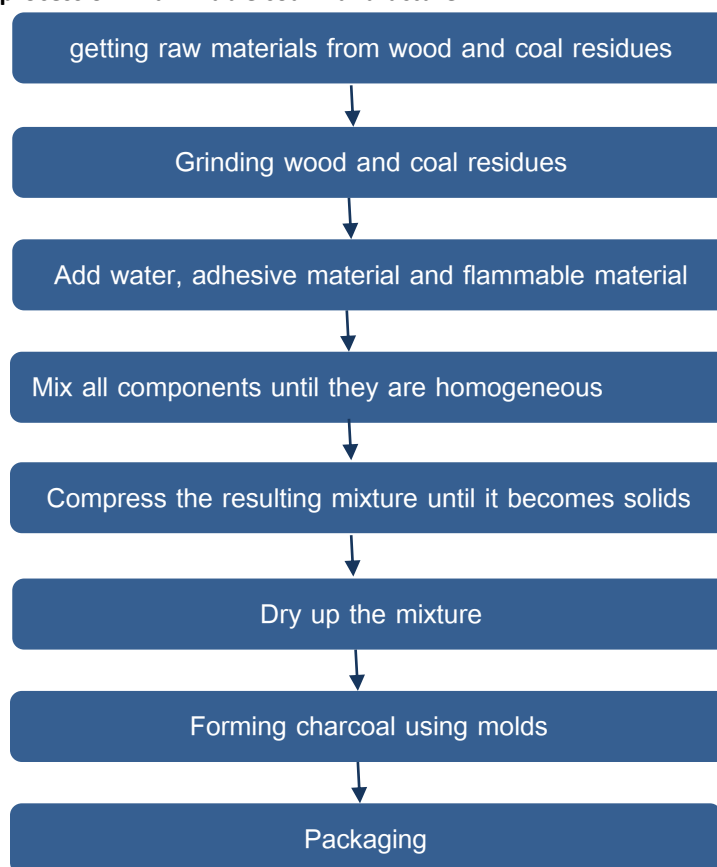 getting raw materials from wood and coal residues
Grinding wood and coal residues
Add water, adhesive material and flammable material
Mix all components until they are homogeneous
Compress the resulting mixture until it becomes solids
Dry up the mixture
Forming charcoal using molds
Packaging